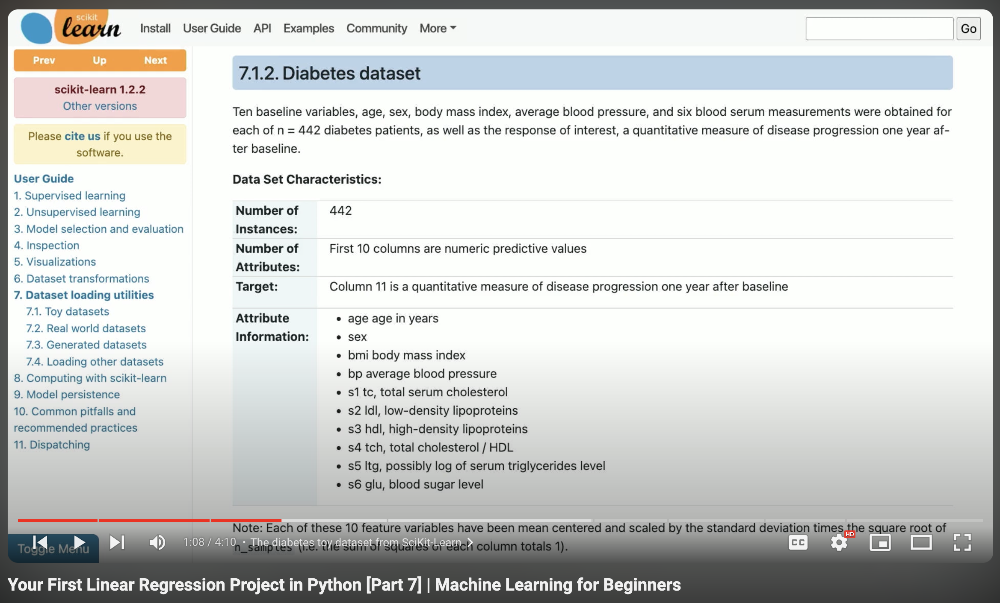 scikit
learn
Install User Guide API Examples Community More
Go
Prev Up Next
scikit-learn 1.2.2
Other versions
Please cite us if you use the
software.
User Guide
1. Supervised learning
2. Unsupervised learning
3. Model selection and evaluation
4. Inspection
5. Visualizations
6. Dataset transformations
7. Dataset loading utilities
7.1. Toy datasets
7.2. Real world datasets
7.3. Generated datasets
7.4. Loading other datasets
8. Computing with scikit-learn
9. Model persistence
10. Common pitfalls and
recommended practices
11. Dispatching
Toggle Menu
7.1.2. Diabetes dataset
Ten baseline variables, age, sex, body mass index, average blood pressure, and six blood serum measurements were obtained for
each of n = 442 diabetes patients, as well as the response of interest, a quantitative measure of disease progression one year af-
ter baseline.
Data Set Characteristics:
Number of 442
Instances:
Number of First 10 columns are numeric predictive values
Attributes:
Target: Column 11 is a quantitative measure of disease progression one year after baseline
Attribute
Information:
• age age in years
• sex
• bmi body mass index
• bp average blood pressure
• s1 tc, total serum cholesterol
• s2 ldl, low-density lipoproteins
• s3 hdl, high-density lipoproteins
• s4 tch, total cholesterol / HDL
• s5 ltg, possibly log of serum triglycerides level
• s6 glu, blood sugar level
Note: Each of these 10 feature variables have been mean centered and scaled by the standard deviation times the square root of
n_samples (i.e. the sum of squares of each column totals 1).
1:08 / 4:10 • The diabetes toy dataset from SciKit-Learn
CC
HD
Your First Linear Regression Project in Python [Part 7] | Machine Learning for Beginners